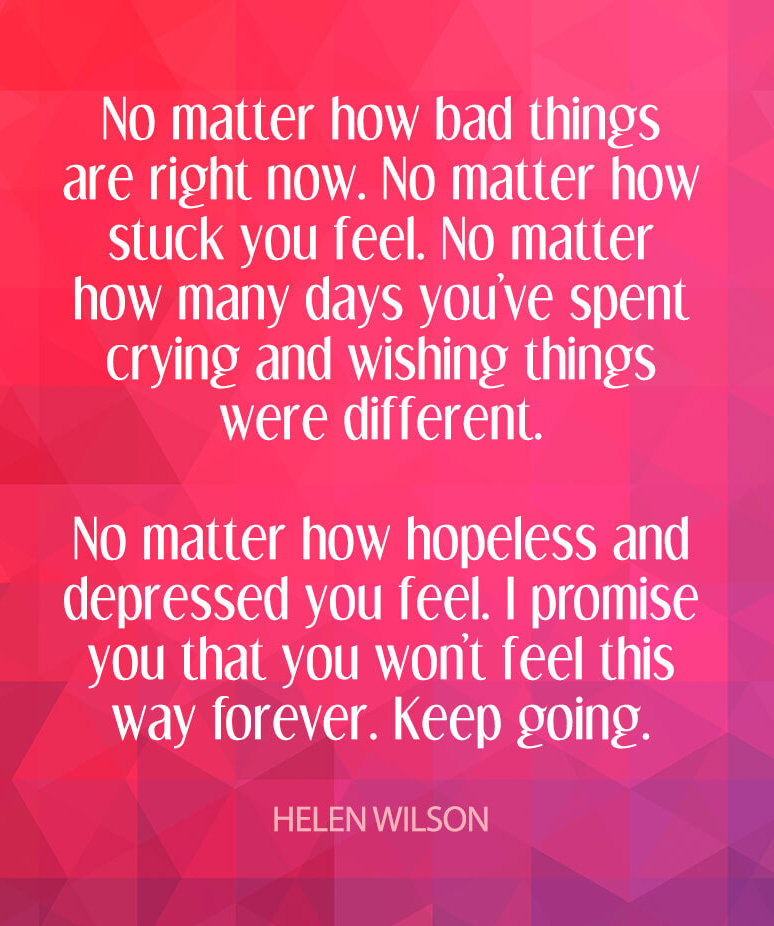 No matter how bad things
are right now. No matter how
stuck you feel. No matter
how many days you’ve spent
crying and wishing things
were different.
No matter how hopeless and
depressed you feel. I promise
you that you won’t feel this
way forever. Keep going.
HELEN WILSON